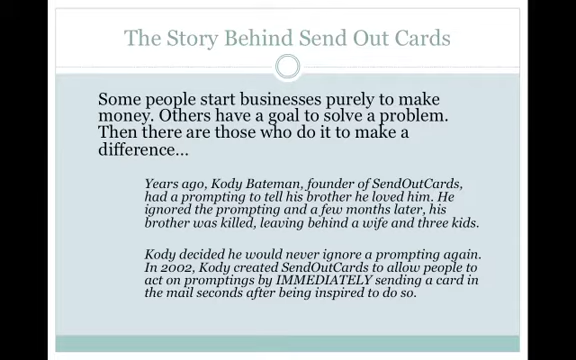 The Story Behind Send Out Cards
Some people start businesses purely to make
money. Others have a goal to solve a problem.
Then there are those who do it to make a
difference...
Years ago, Kody Bateman, founder of SendOutCards,
had a prompting to tell his brother he loved him. He
ignored the prompting and a few months later, his
brother was killed, leaving behind a wife and three kids.
Kody decided he would never ignore a prompting again.
In 2002, Kody created SendOutCards to allow people to
act on promptings by IMMEDIATELY sending a card in
the mail seconds after being inspired to do so.